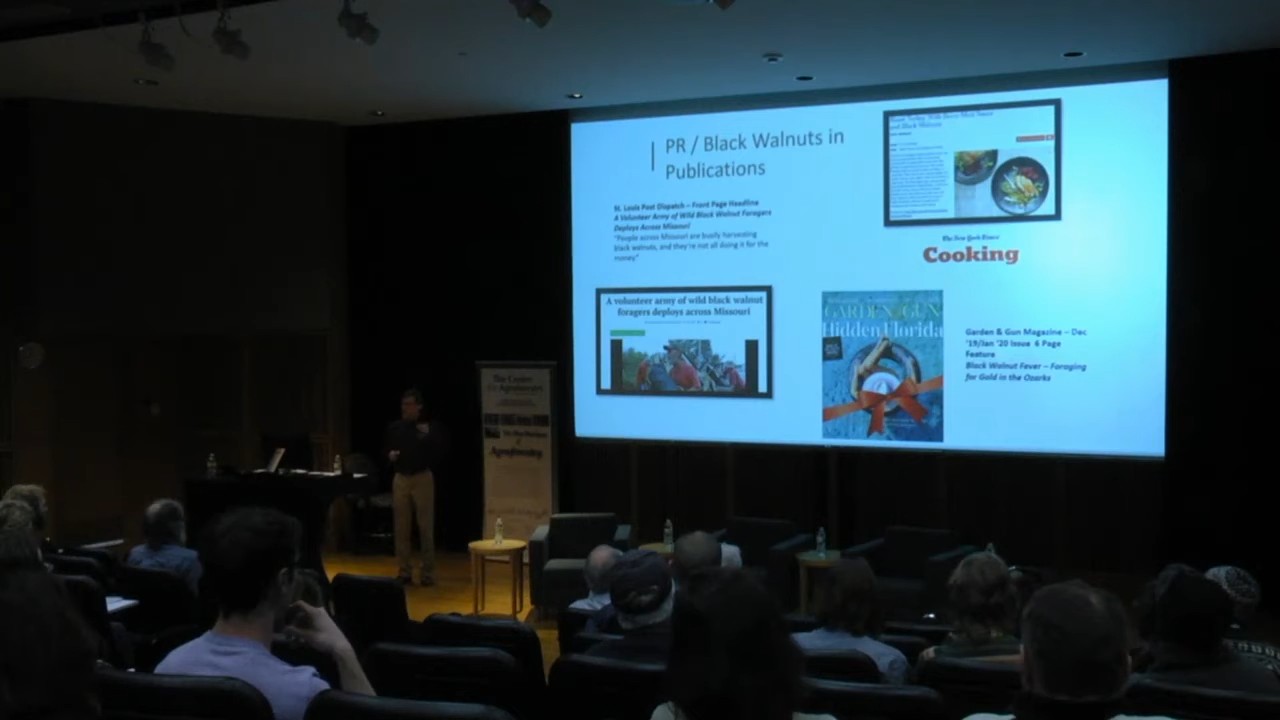 PR / Black Walnuts in
Publications
St. Louis Post Dispatch – Front Page Headline
A Volunteer Army of Wild Black Walnut Foragers
Deploys Across Missouri
"People across Missouri are busily harvesting
black walnuts, and they're not all doing it for the
money."
A volunteer army of wild black walnut
foragers deploys across Missouri
The New York Times
Cooking
GARDEN & GUN
Hidden Florida
Garden & Gun Magazine – Dec
'19/Jan '20 Issue 6 Page
Feature
Black Walnut Fever – Foraging
for Gold in the Ozarks
The Center
for Agroforestry
Agroforestry